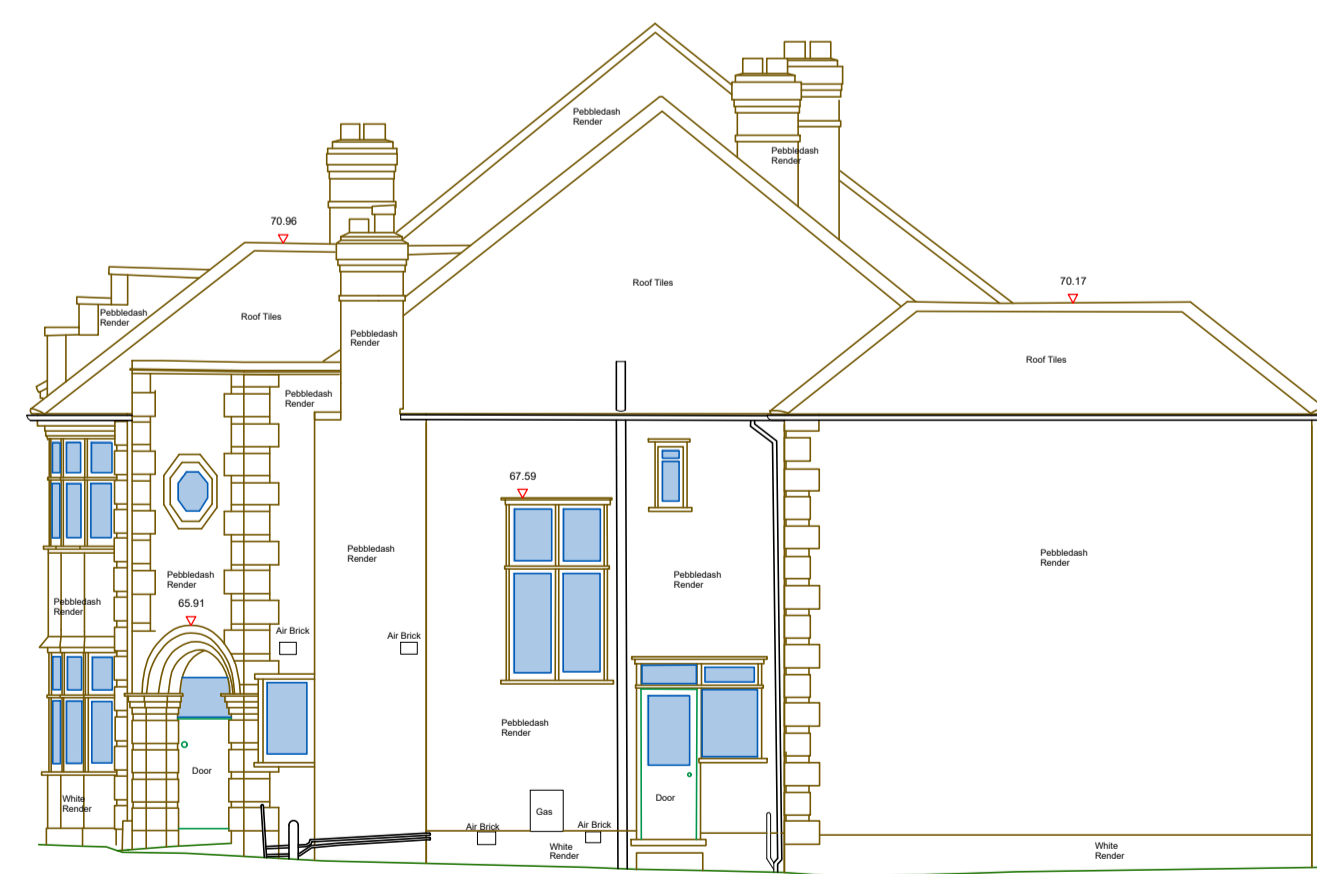 Pebbledash
Render
Pebbledash
Render
70.96
70.17
Roof Tiles
Pebbledash
Render
Roof Tiles
Pebbledash
Render
Roof Tiles
Pebbledash
Render
67.59
Pebbledash
Render
Pebbledash
Render
Pebbledash
Render
Pebbledash
Render
Pebbledash
Render
65.91
Air Brick
Air Brick
Pebbledash
Render
Door
White
Render
Door
Gas
Air Brick
Air Brick
White
Render
White
Render